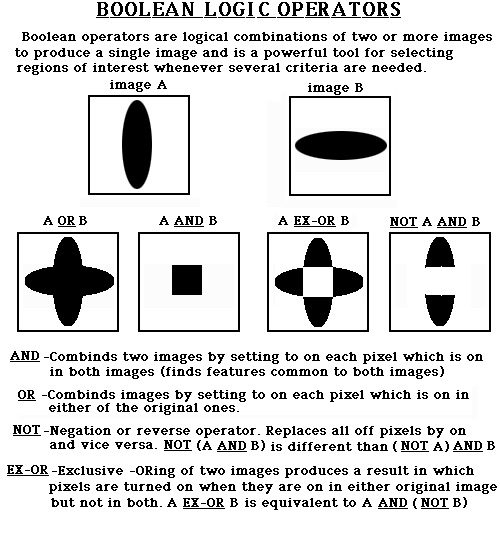 BOOLEAN LOGIC OPERATORS
Boolean operators are logical combinations of two or more images
to produce a single image and is a powerful tool for selecting
regions of interest whenever several criteria are needed.
image A
image B
A OR B
A AND B
A EX-OR B
NOT A AND B
AND -Combinds two images by setting to on each pixel which is on
in both images (finds features common to both images)
OR -Combinds images by setting to on each pixel which is on in
either of the original ones.
NOT -Negation or reverse operator. Replaces all off pixels by on
and vice versa. NOT (A AND B) is different than ( NOT A) AND B
EX-OR -Exclusive -ORing of two images produces a result in which
pixels are turned on when they are on in either original image
but not in both. A EX-OR B is equivalent to A AND ( NOT B)